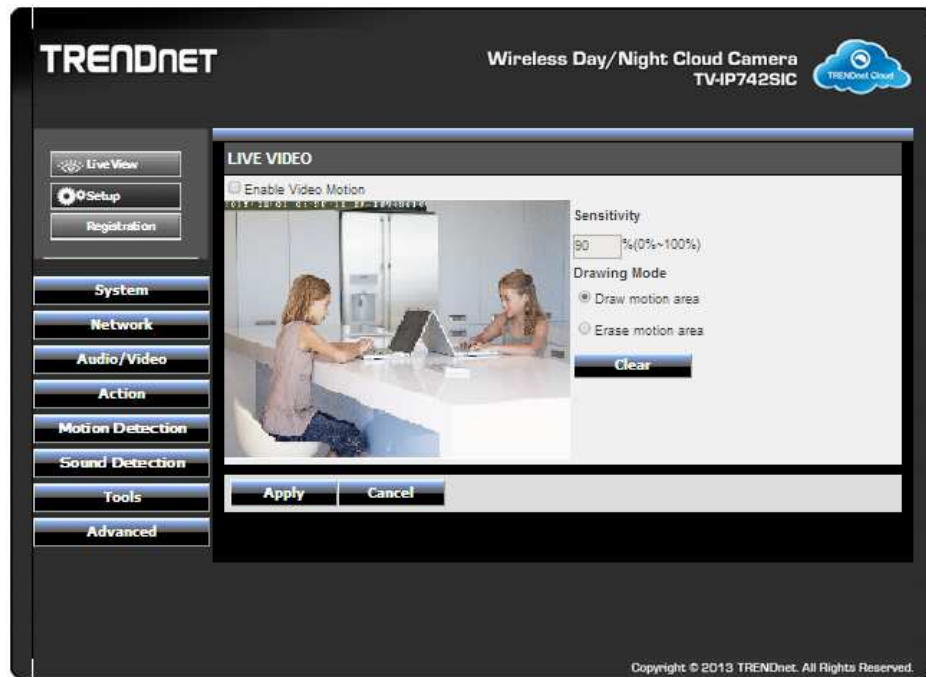 TRENDnet
Wireless Day/Night Cloud Camera
TV-IP742SIC
TRENDnet Cloud
Live View
Setup
Registration
System
Network
Audio/Video
Action
Motion Detection
Sound Detection
Tools
Advanced
LIVE VIDEO
Enable Video Motion
Sensitivity
90 %(0%~100%)
Drawing Mode
Draw motion area
Erase motion area
Clear
Apply Cancel
Copyright © 2013 TRENDnet. All Rights Reserved.